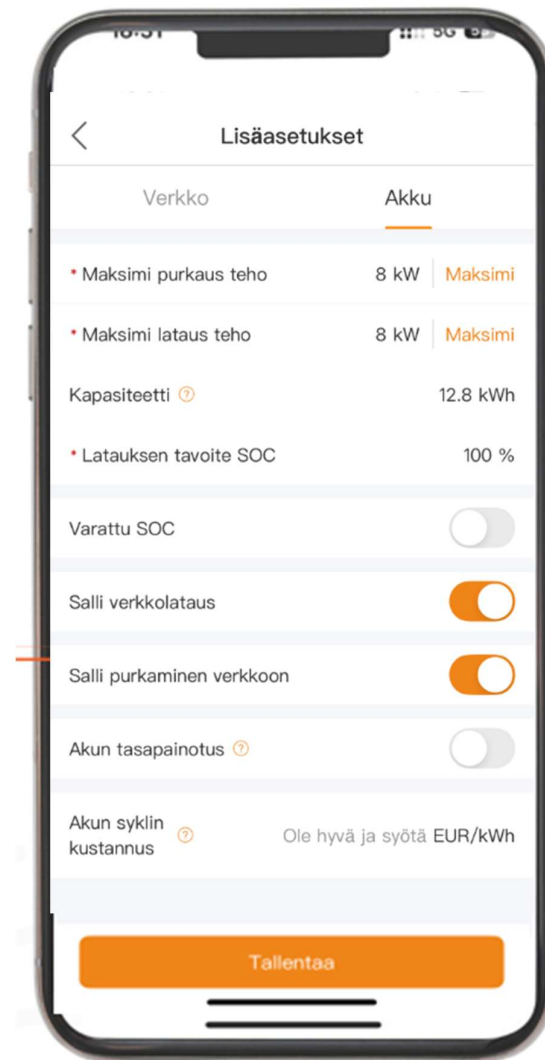 Lisäasetukset
Verkko Akku
* Maksimi purkaus teho 8 kW Maksimi
* Maksimi lataus teho 8 kW Maksimi
Kapasiteetti ? 12.8 kWh
* Latauksen tavoite SOC 100 %
Varattu SOC
Salli verkkolataus
Salli purkaminen verkkoon
Akun tasapainotus ?
Akun syklin
kustannus ? Ole hyvä ja syötä EUR/kWh
Tallentaa